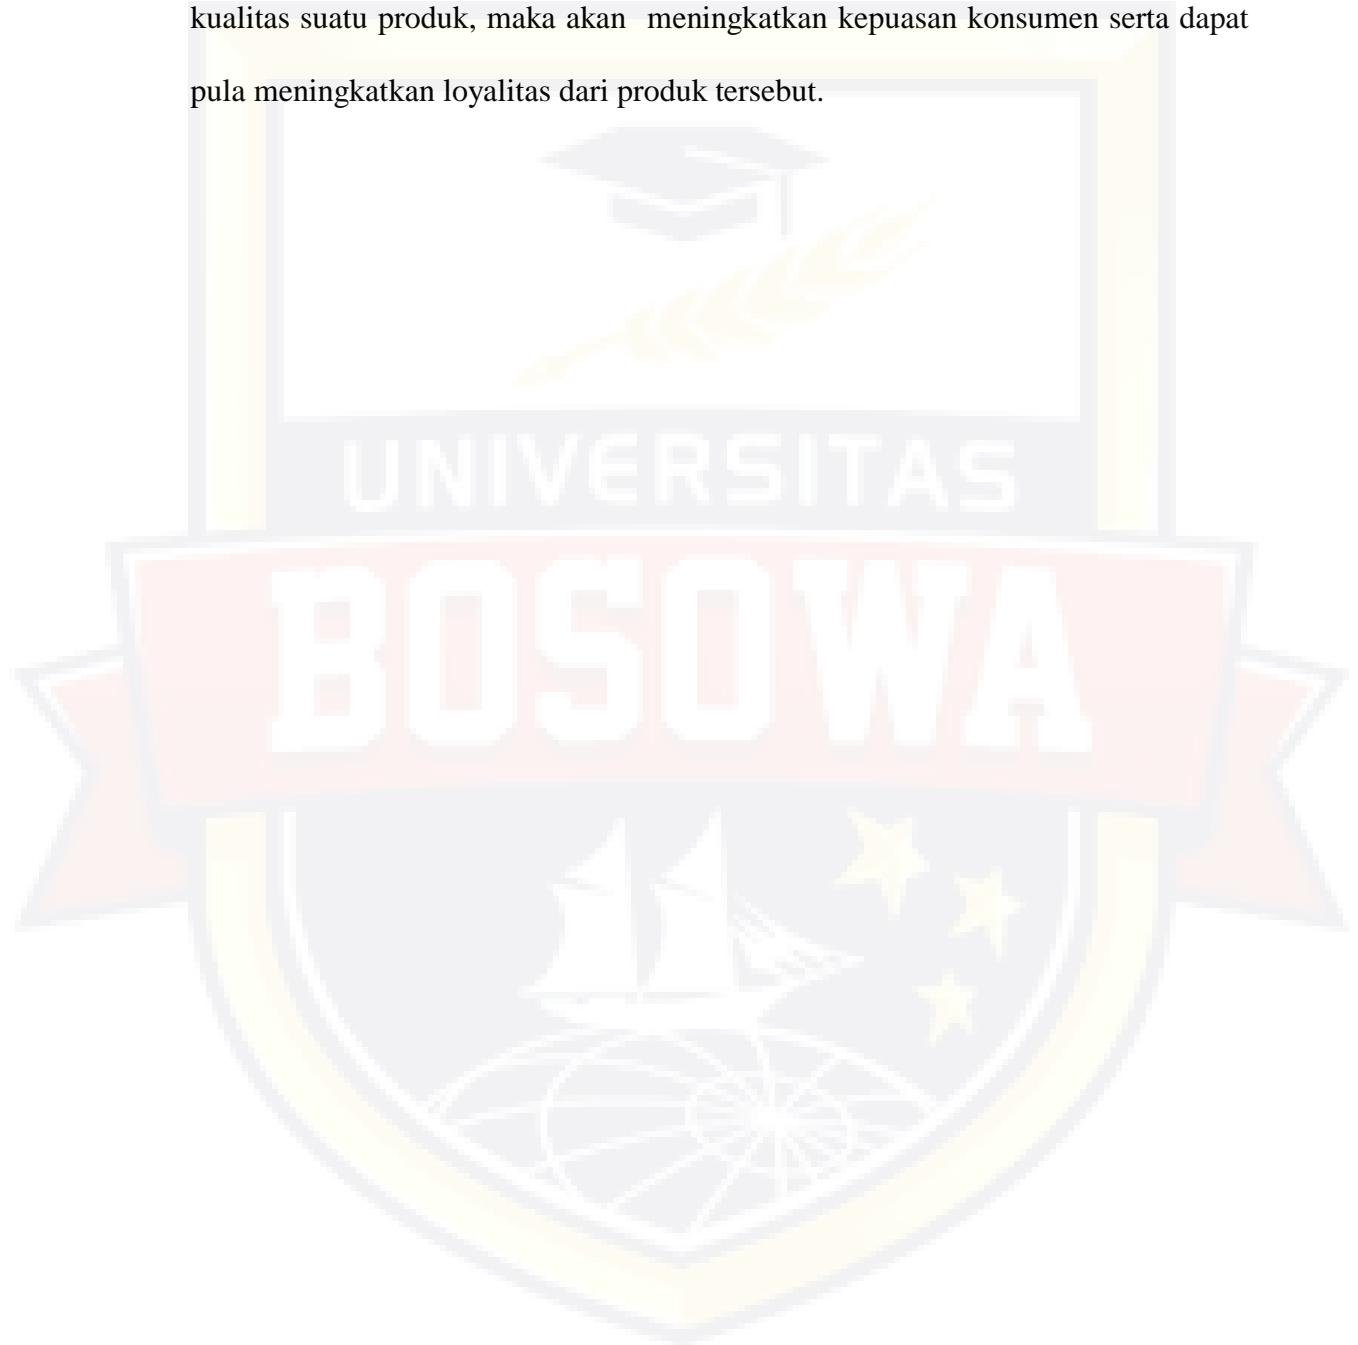 kualitas suatu produk, maka akan  meningkatkan kepuasan konsumen serta dapat
pula meningkatkan loyalitas dari produk tersebut.
UNIVERSITAS
BOSOWA